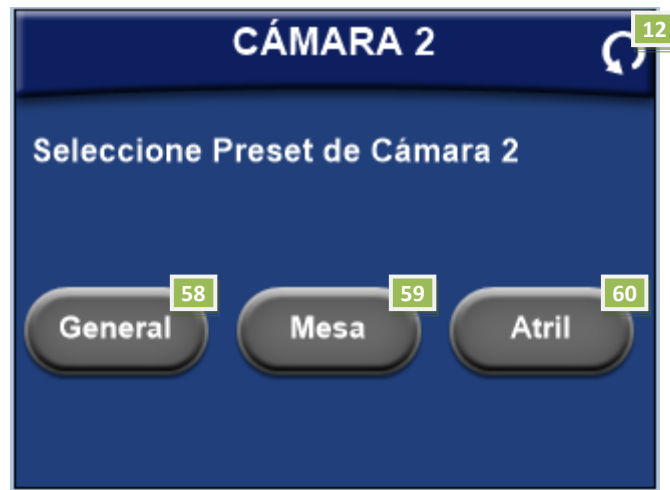 CÁMARA 2
12
Seleccione Preset de Cámara 2
58
59
60
General
Mesa
Atril